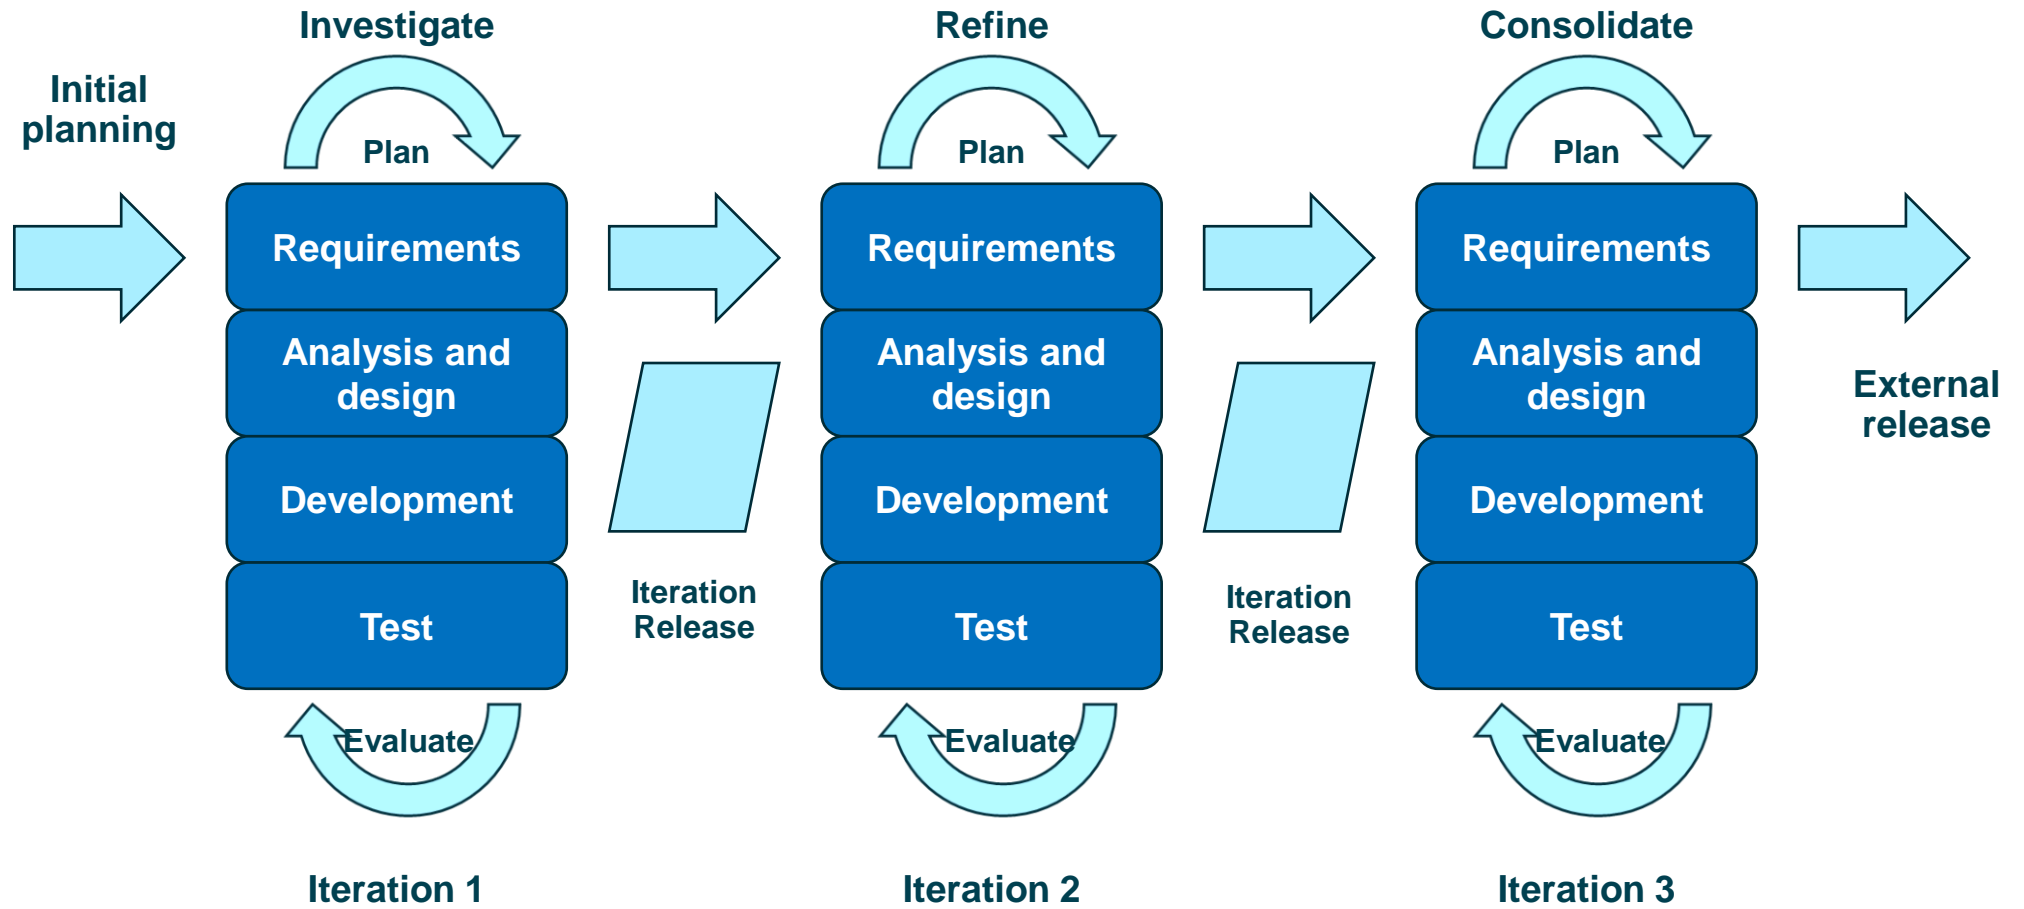 Investigate
Refine
Consolidate
Initial
planning
Plan
Plan
Plan
Requirements
Requirements
Requirements
Analysis and
design
Analysis and
design
Analysis and
design
External
release
Development
Development
Development
Iteration
Release
Iteration
Release
Test
Test
Test
Evaluate
Evaluate
Evaluate
Iteration 1
Iteration 2
Iteration 3